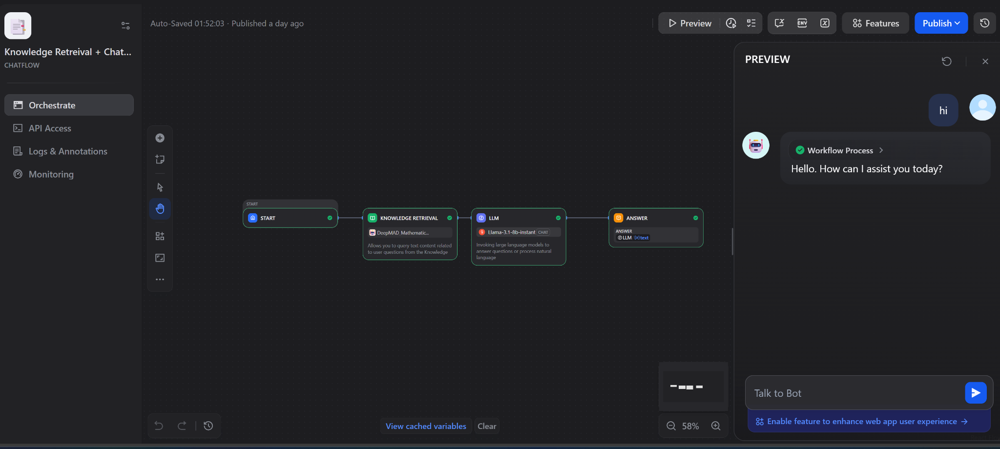 Auto-Saved 01:52:03 · Published a day ago
Preview
ENV
Features
Publish
Knowledge Retreival + Chat...
CHATFLOW
Orchestrate
API Access
Logs & Annotations
Monitoring
START
START
KNOWLEDGE RETRIEVAL
DeepMAD_Mathematic...
Allows you to query text content related
to user questions from the Knowledge
LLM
Llama-3.1-8b-instant CHAT
Invoking large language models to
answer questions or process natural
language
ANSWER
ANSWER
LLM / {x} text
View cached variables
Clear
58%
PREVIEW
hi
Workflow Process
Hello. How can I assist you today?
Talk to Bot
Enable feature to enhance web app user experience →